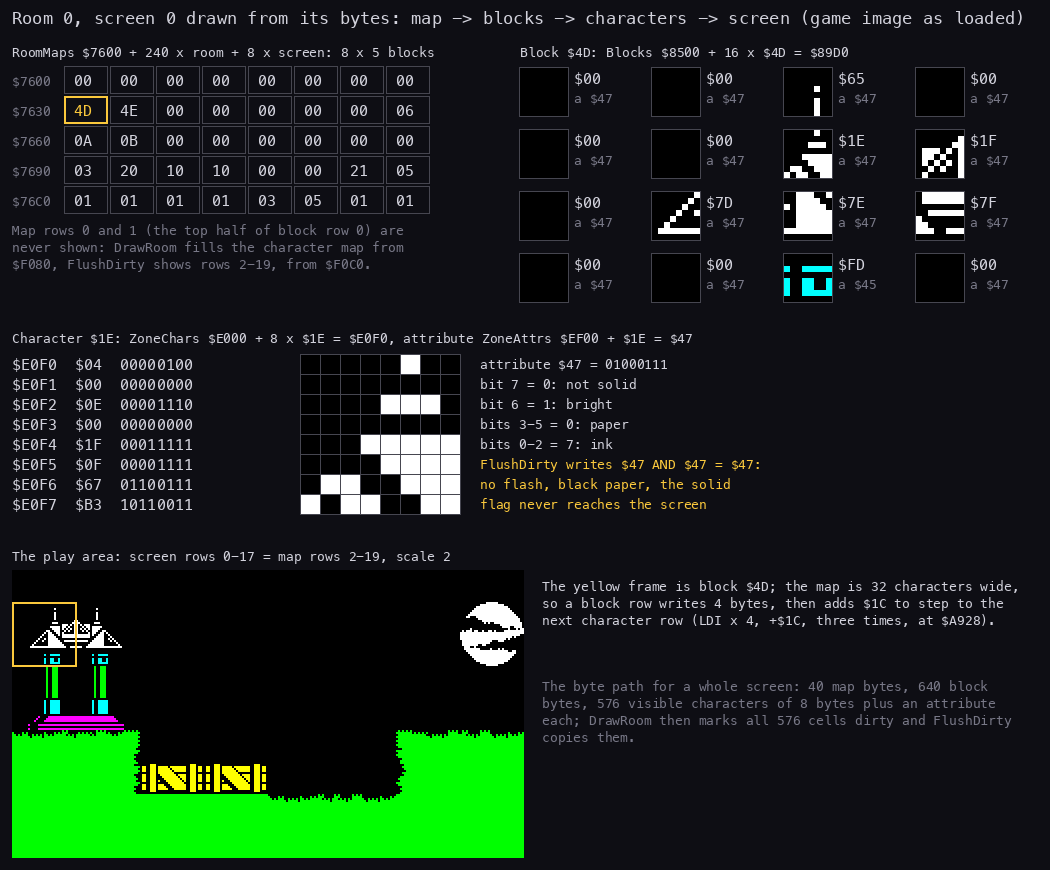 Room 0, screen 0 drawn from its bytes: map —> blocks —> characters —> screen (game image as loaded)
RoomMaps $7600 + 240 x room + 8 x screen: 8 x 5 blocks
$7600 00 00 00 00 00 00 00 00
$7630 4D 4E 00 00 00 00 00 06
$7660 0A 0B 00 00 00 00 00 00
$7690 03 20 10 10 00 00 21 05
$76C0 01 01 01 01 03 05 01 01
Map rows 0 and 1 (the top half of block row 0) are
never shown: DrawRoom fills the character map from
$F080, FlushDirty shows rows 2—19, from $F0C0.
Block $4D: Blocks $8500 + 16 x $4D = $89D0
$00 $00 $65 $00
a $47 a $47 a $47 a $47
$00 $00 $1E $1F
a $47 a $47 a $47 a $47
$00 $7D $7E $7F
a $47 a $47 a $47 a $47
$00 $00 $FD $00
a $47 a $47 a $45 a $47
Character $1E: ZoneChars $E000 + 8 x $1E = $E0F0, attribute ZoneAttrs $EF00 + $1E = $47
$E0F0 $04 00000100
$E0F1 $00 00000000
$E0F2 $0E 00001110
$E0F3 $00 00000000
$E0F4 $1F 00011111
$E0F5 $0F 00001111
$E0F6 $67 01100111
$E0F7 $B3 10110011
attribute $47 = 01000111
bit 7 = 0: not solid
bit 6 = 1: bright
bits 3—5 = 0: paper
bits 0—2 = 7: ink
FlushDirty writes $47 AND $47 = $47:
no flash, black paper, the solid
flag never reaches the screen
The play area: screen rows 0—17 = map rows 2—19, scale 2
The yellow frame is block $4D; the map is 32 characters wide,
so a block row writes 4 bytes, then adds $1C to step to the
next character row (LDI x 4, +$1C, three times, at $A928).
The byte path for a whole screen: 40 map bytes, 640 block
bytes, 576 visible characters of 8 bytes plus an attribute
each; DrawRoom then marks all 576 cells dirty and FlushDirty
copies them.